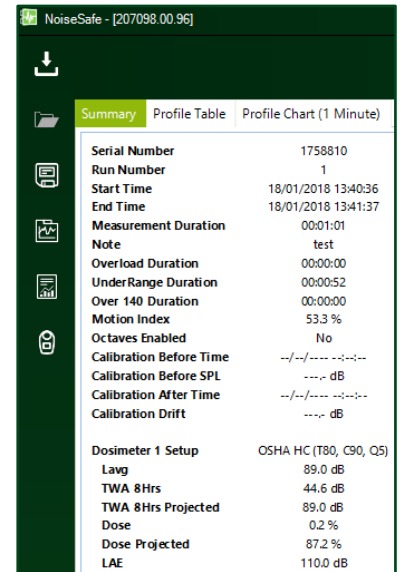 NoiseSafe - [207098.00.96]
Summary Profile Table Profile Chart (1 Minute)
Serial Number 1758810
Run Number 1
Start Time 18/01/2018 13:40:36
End Time 18/01/2018 13:41:37
Measurement Duration 00:01:01
Note test
Overload Duration 00:00:00
UnderRange Duration 00:00:52
Over 140 Duration 00:00:00
Motion Index 53.3 %
Octaves Enabled No
Calibration Before Time --/--/---- --:--:--
Calibration Before SPL ---.- dB
Calibration After Time --/--/---- --:--:--
Calibration Drift ---.- dB
Dosimeter 1 Setup OSHA HC (T80, C90, Q5)
Lavg 89.0 dB
TWA 8Hrs 44.6 dB
TWA 8Hrs Projected 89.0 dB
Dose 0.2 %
Dose Projected 87.2 %
LAE 110.0 dB